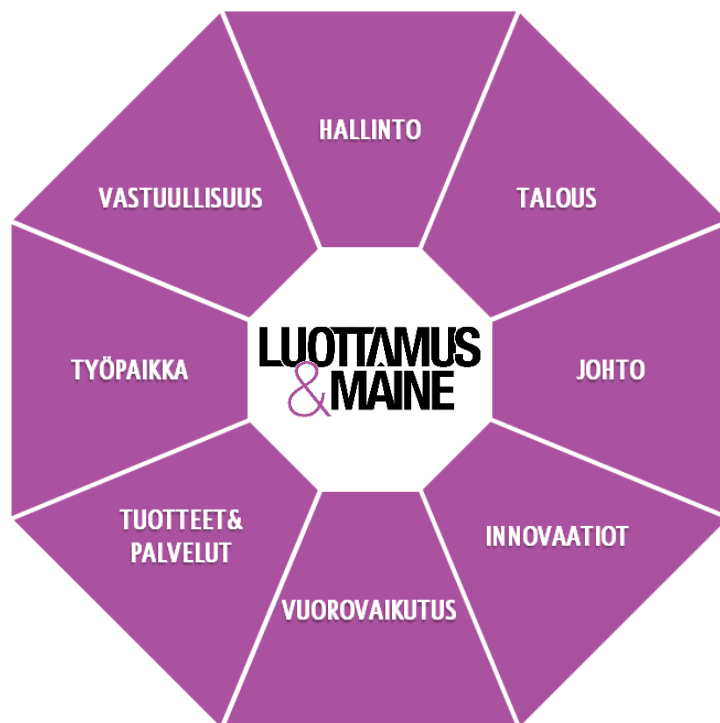 HALLINTO
TALOUS
JOHTO
INNOVAATIOT
VUOROVAIKUTUS
TUOTTEET&
PALVELUT
TYÖPAIKKA
VASTUULLISUUS
LUOTTAMUS
&MAINE